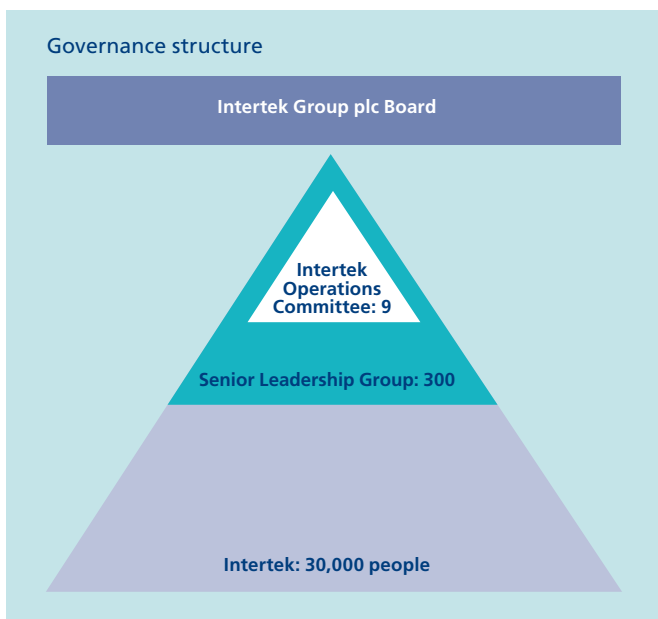 Governance structure
Intertek Group plc Board
Intertek
Operations
Committee: 9
Senior Leadership Group: 300
Intertek: 30,000 people